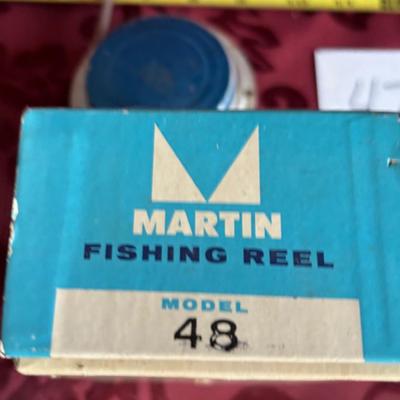 MARTIN
FISHING REEL
MODEL
48